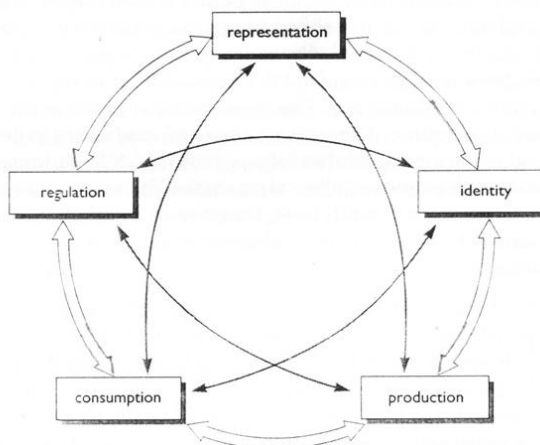 representation
regulation
identity
consumption
production